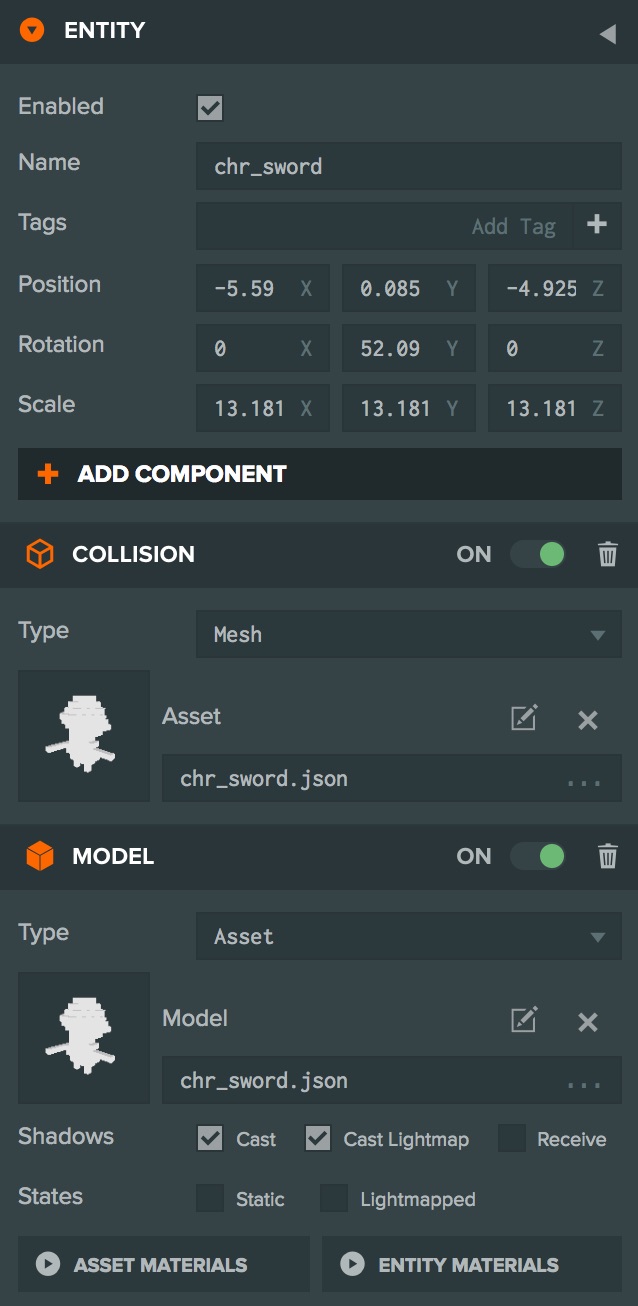 ENTITY
Enabled
Name chr_sword
Tags Add Tag
Position -5.59 X 0.085 Y -4.925 Z
Rotation 0 X 52.09 Y 0 Z
Scale 13.181 X 13.181 Y 13.181 Z
ADD COMPONENT
COLLISION ON
Type Mesh
Asset
chr_sword.json ...
MODEL ON
Type Asset
Model
chr_sword.json ...
Shadows Cast Cast Lightmap Receive
States Static Lightmapped
ASSET MATERIALS ENTITY MATERIALS